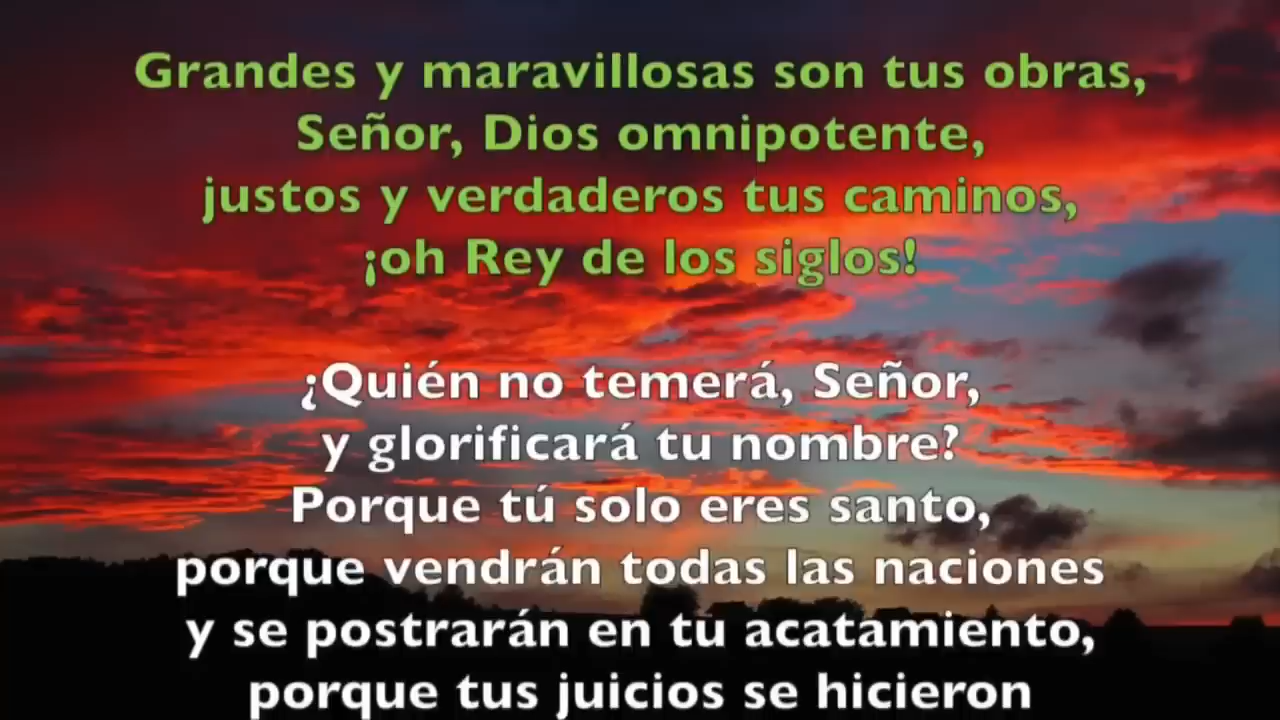 Grandes y maravillosas son tus obras,
Señor, Dios omnipotente,
justos y verdaderos tus caminos,
¡oh Rey de los siglos!
¿Quién no temerá, Señor,
y glorificará tu nombre?
Porque tú solo eres santo,
porque vendrán todas las naciones
y se postrarán en tu acatamiento,
porque tus juicios se hicieron